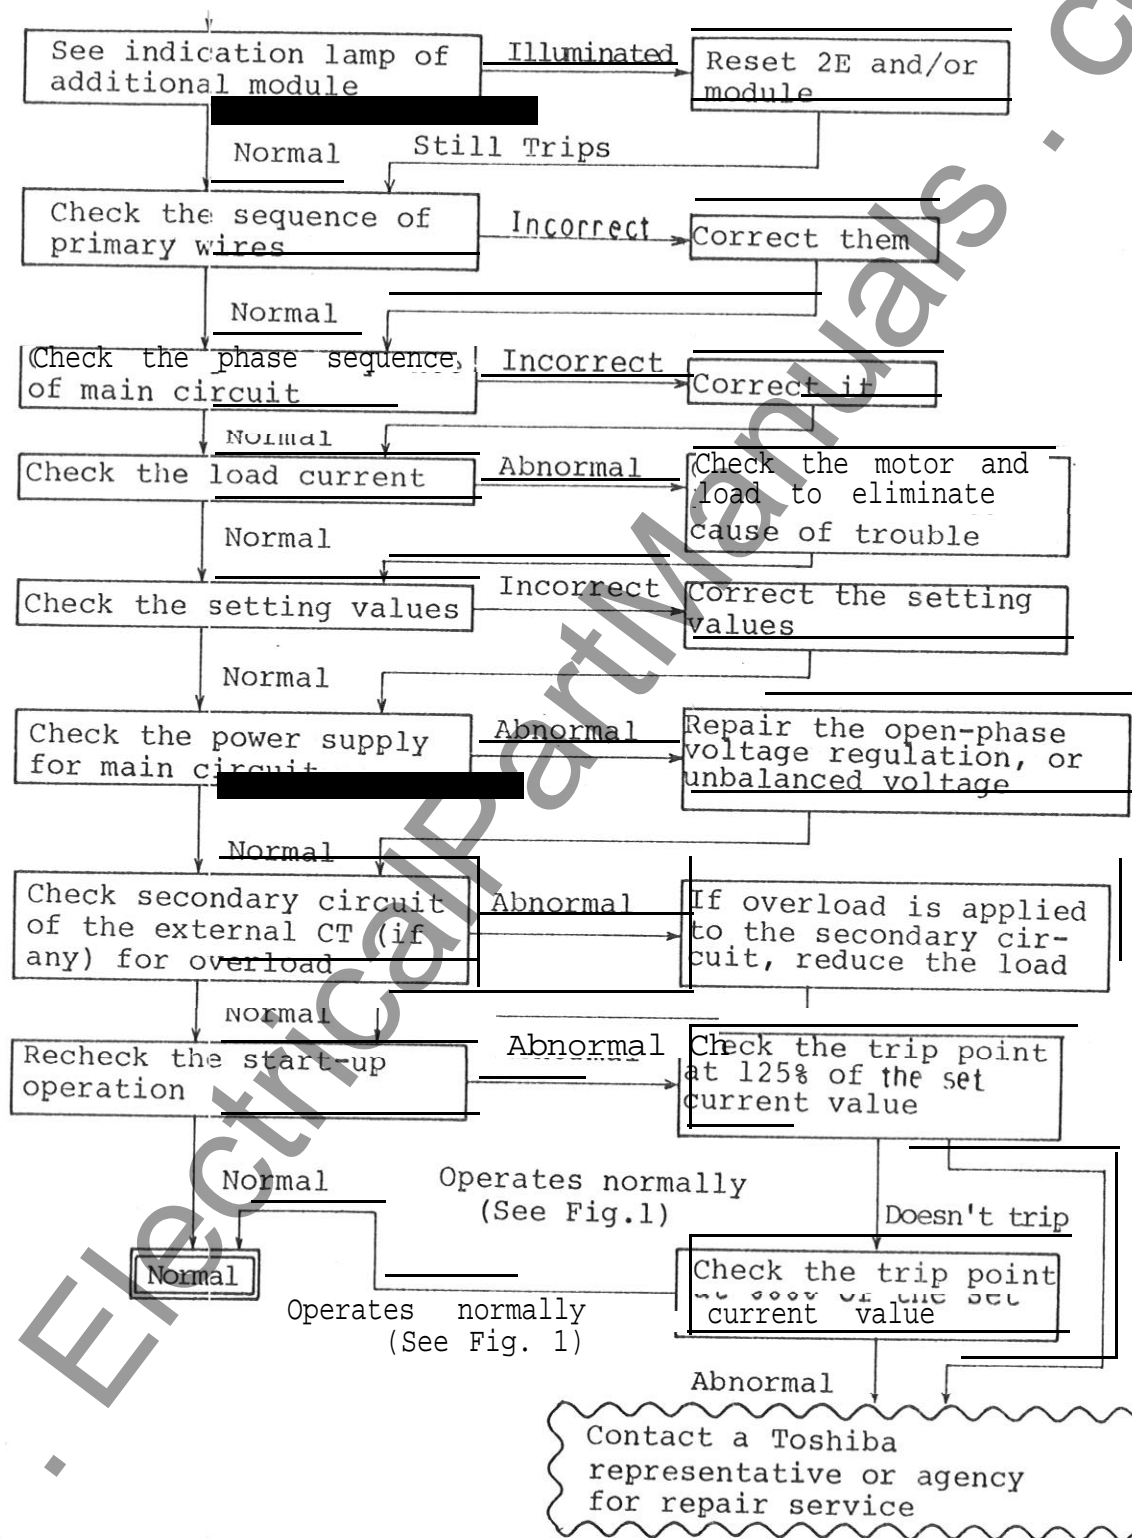 See indication lamp of
additional module
Illuminated
Reset 2E and/or
module
Normal
Still Trips
Check the sequence of
primary wires
Incorrect
Correct them
Normal
Check the phase sequence
of main circuit
Incorrect
Correct it
Normal
Check the load current
Abnormal
Check the motor and
load to eliminate
cause of trouble
Normal
Check the setting values
Incorrect
Correct the setting
values
Normal
Check the power supply
for main circuit
Abnormal
Repair the open-phase
voltage regulation, or
unbalanced voltage
Normal
Check secondary circuit
of the external CT (if
any) for overload
Abnormal
If overload is applied
to the secondary cir-
cuit, reduce the load
Normal
Recheck the start-up
operation
Abnormal
Check the trip point
at 125% of the set
current value
Normal
Operates normally
(See Fig.1)
Doesn't trip
Normal
Check the trip point
of the set
current value
Operates normally
(See Fig. 1)
Abnormal
Contact a Toshiba
representative or agency
for repair service
. ElectricalPartManuals . c